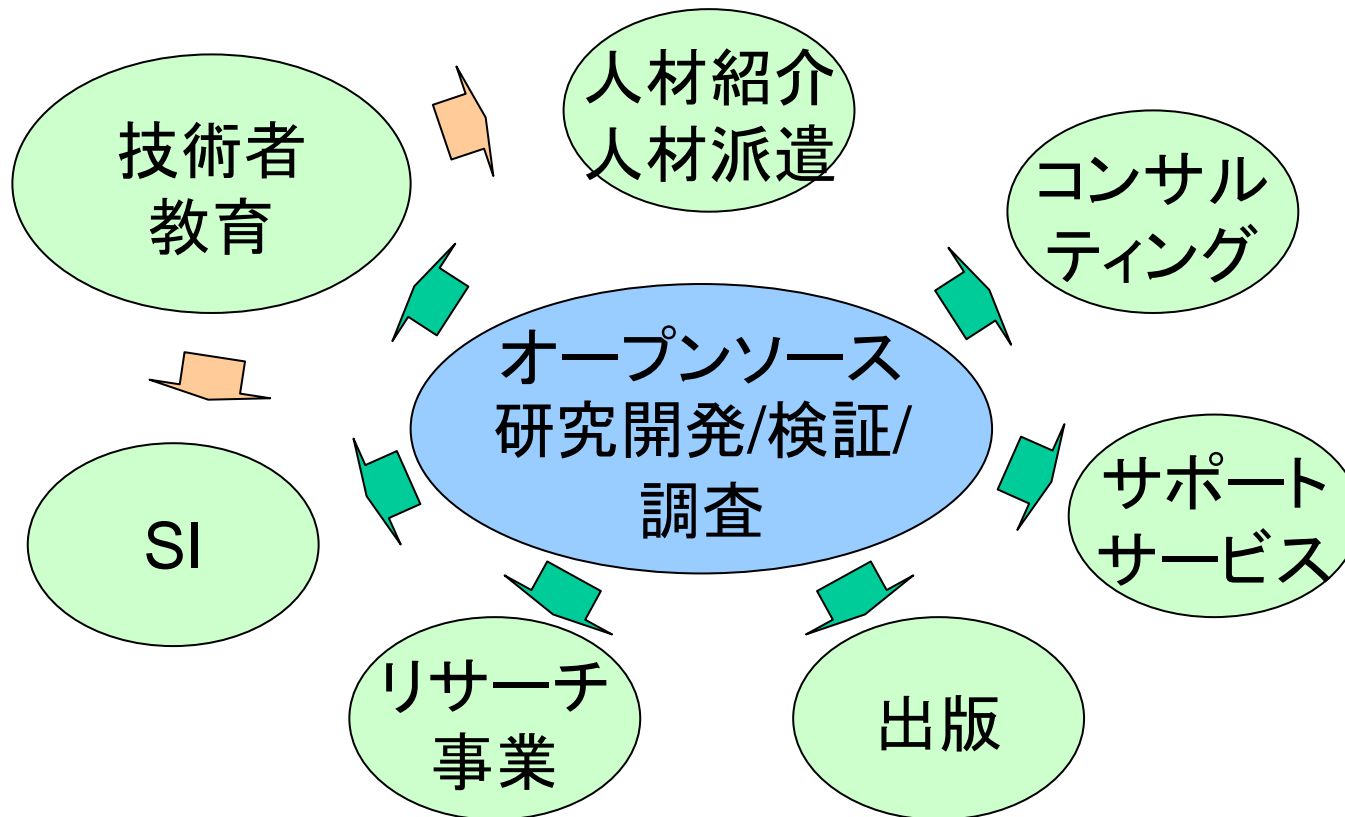 技術者
教育
人材紹介
人材派遣
コンサル
ティング
オープンソース
研究開発/検証/
調査
サポート
サービス
SI
リサーチ
事業
出版